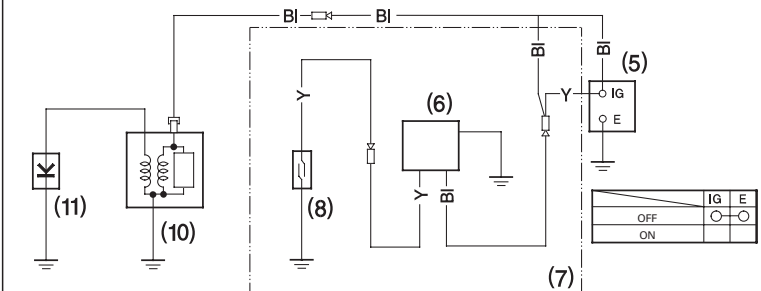 Bl Bl
Bl Bl
(5)
Y IG
E
Y
(6)
(8)
Y Bl
(11)
(10)
(7)
IG E
OFF
ON